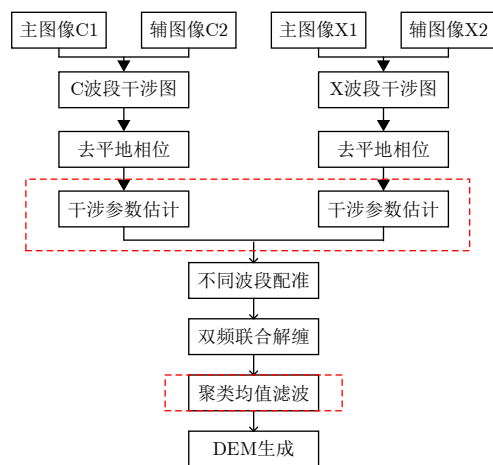 主图像C1
辅图像C2
主图像X1
辅图像X2
C波段干涉图
X波段干涉图
去平地相位
去平地相位
干涉参数估计
干涉参数估计
不同波段配准
双频联合解缠
聚类均值滤波
DEM生成